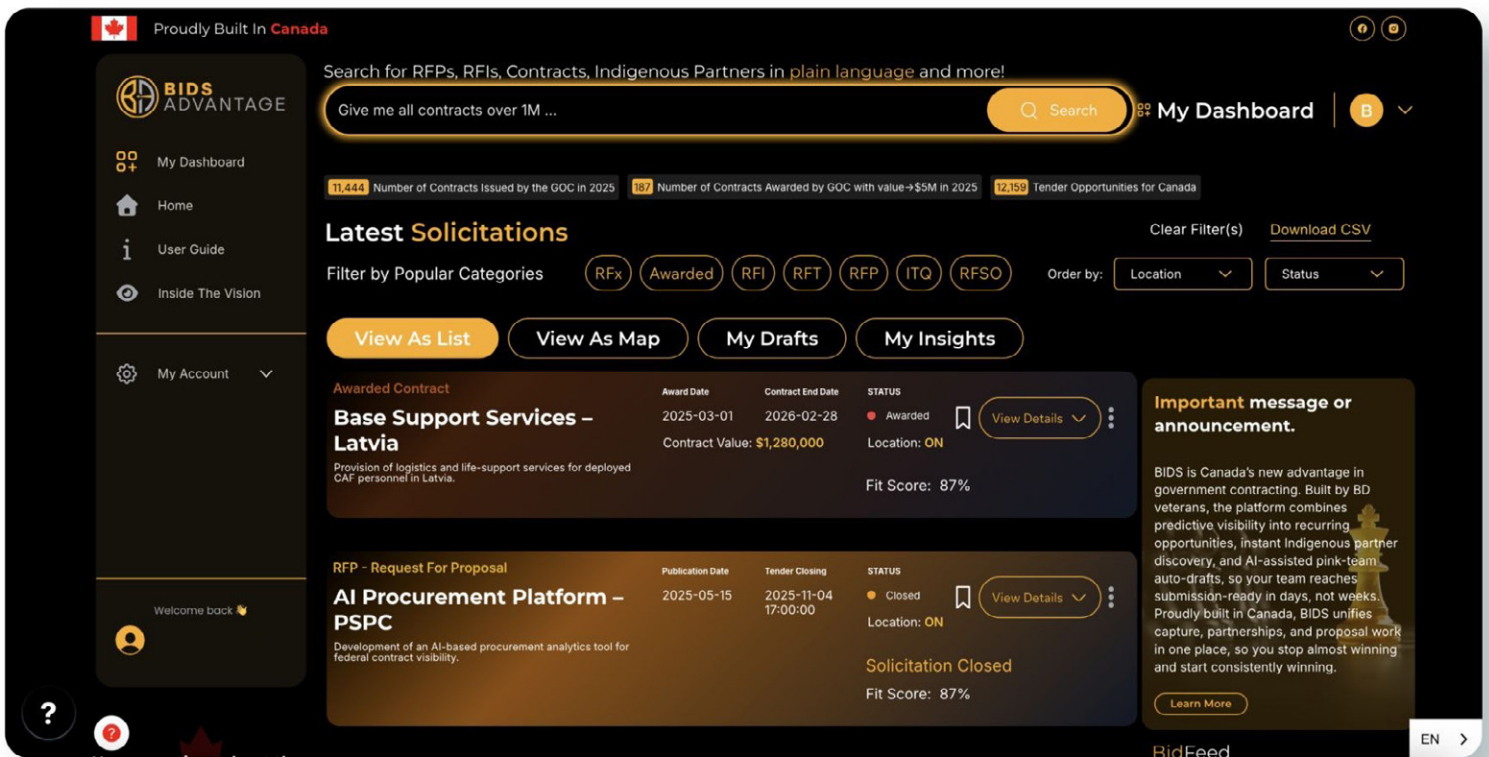 Proudly Built In Canada
BIDS
ADVANTAGE
My Dashboard
Home
User Guide
Inside The Vision
My Account
Welcome back 👋
?
?
Search for RFPs, RFIs, Contracts, Indigenous Partners in plain language and more!
Give me all contracts over 1M ...
Search
My Dashboard
B
11,444 Number of Contracts Issued by the GOC in 2025
187 Number of Contracts Awarded by GOC with value→$5M in 2025
12,159 Tender Opportunities for Canada
Latest Solicitations
Clear Filter(s)
Download CSV
Filter by Popular Categories
RFx
Awarded
RFI
RFT
RFP
ITQ
RFSO
Order by:
Location
Status
View As List
View As Map
My Drafts
My Insights
Awarded Contract
Base Support Services –
Latvia
Provision of logistics and life-support services for deployed
CAF personnel in Latvia.
Award Date
2025-03-01
Contract End Date
2026-02-28
Contract Value: $1,280,000
STATUS
Awarded
Location: ON
Fit Score: 87%
View Details
RFP - Request For Proposal
AI Procurement Platform –
PSPC
Development of an AI-based procurement analytics tool for
federal contract visibility.
Publication Date
2025-05-15
Tender Closing
2025-11-04
17:00:00
STATUS
Closed
Location: ON
Solicitation Closed
Fit Score: 87%
View Details
Important message or
announcement.
BIDS is Canada's new advantage in
government contracting. Built by BD
veterans, the platform combines
predictive visibility into recurring
opportunities, instant Indigenous partner
discovery, and AI-assisted pink-team
auto-drafts, so your team reaches
submission-ready in days, not weeks.
Proudly built in Canada, BIDS unifies
capture, partnerships, and proposal work
in one place, so you stop almost winning
and start consistently winning.
Learn More
BidFeed
EN